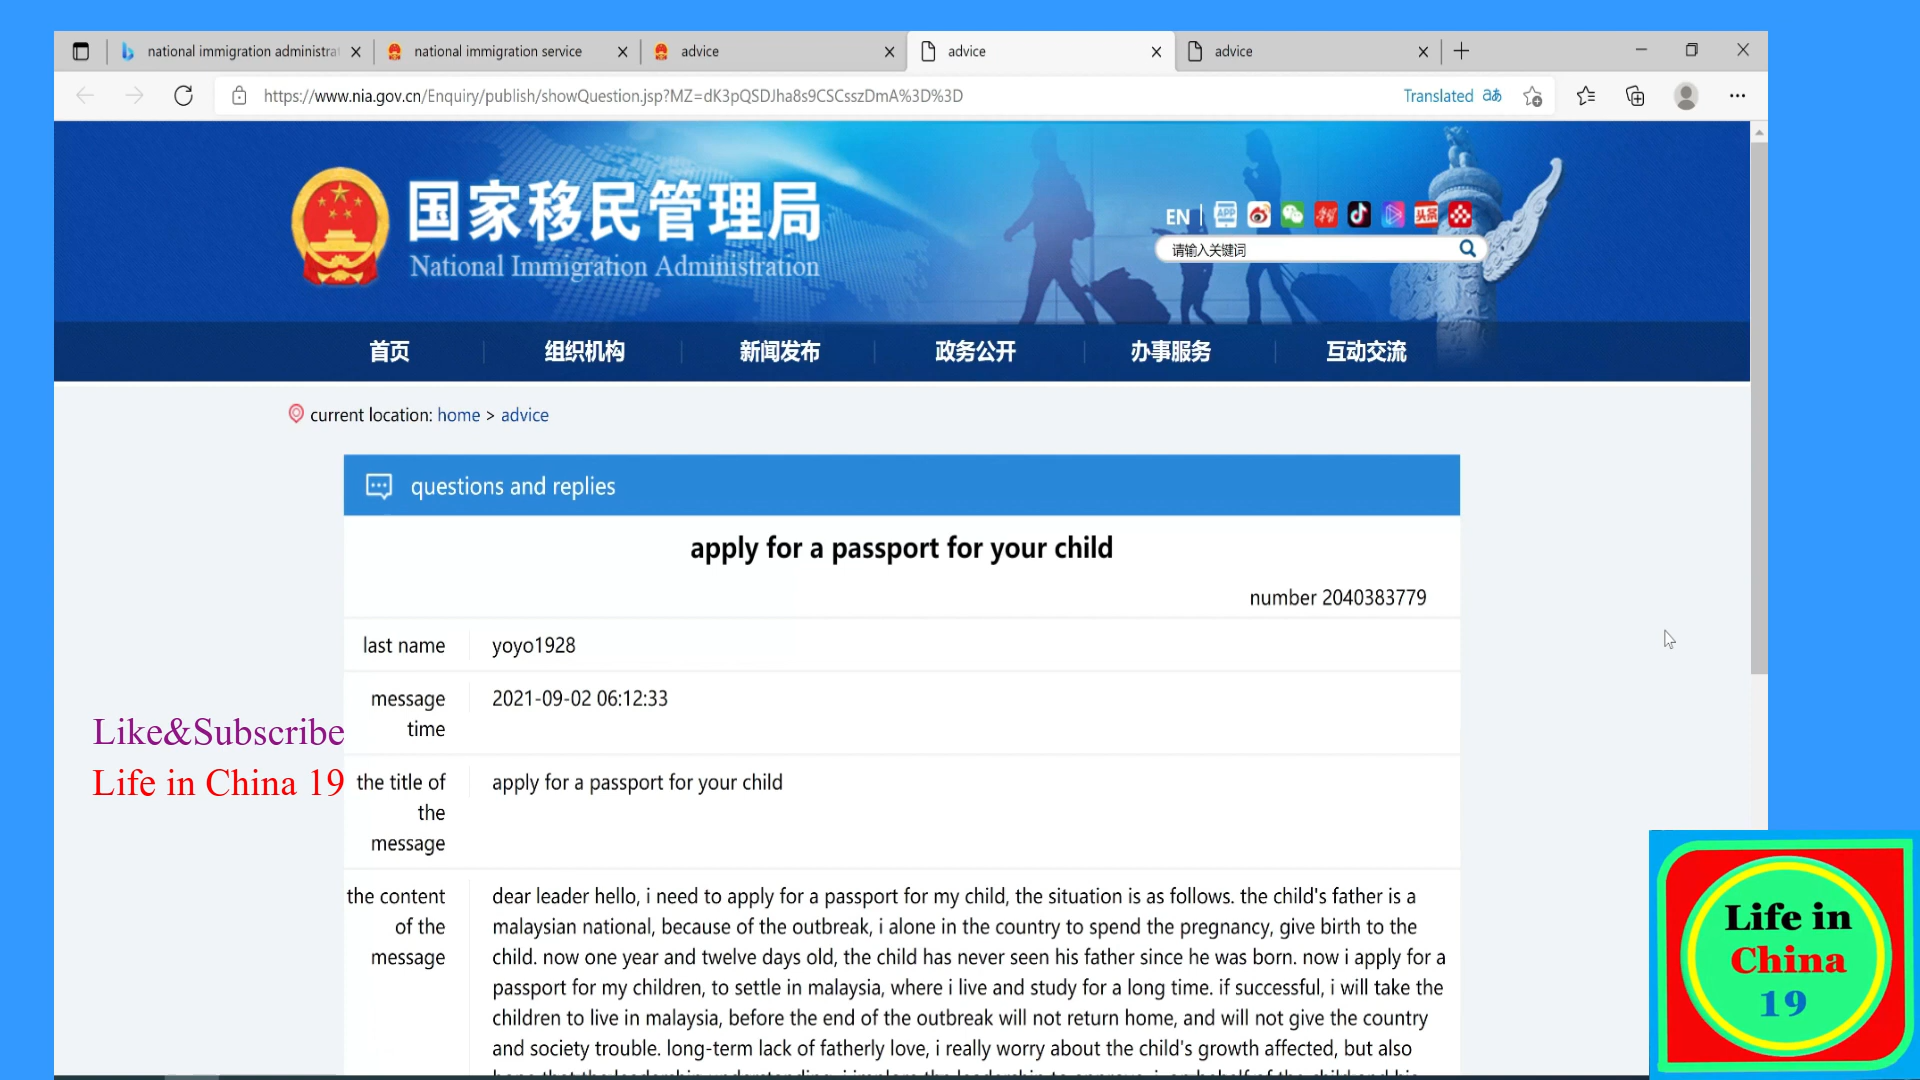 national immigration administra
national immigration service
advice
advice
advice
https://www.nia.gov.cn/Enquiry/publish/showQuestion.jsp?MZ=dK3pQSDJha8s9CSCsszDmA%3D%3D
Translated
国家移民管理局
National Immigration Administration
EN
APP
头条
请输入关键词
首页
组织机构
新闻发布
政务公开
办事服务
互动交流
current location: home > advice
questions and replies
apply for a passport for your child
number 2040383779
last name
yoyo1928
message
time
2021-09-02 06:12:33
the title of
the
message
apply for a passport for your child
the content
of the
message
dear leader hello, i need to apply for a passport for my child, the situation is as follows. the child's father is a
malaysian national, because of the outbreak, i alone in the country to spend the pregnancy, give birth to the
child. now one year and twelve days old, the child has never seen his father since he was born. now i apply for a
passport for my children, to settle in malaysia, where i live and study for a long time. if successful, i will take the
children to live in malaysia, before the end of the outbreak will not return home, and will not give the country
and society trouble. long-term lack of fatherly love, i really worry about the child's growth affected, but also
Like&Subscribe
Life in China 19
Life in
China
19